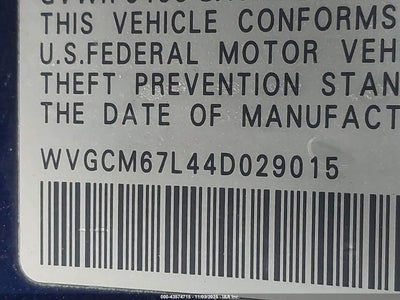 THIS VEHICLE CONFORMS
U.S.FEDERAL MOTOR VEH
THEFT PREVENTION STAN
THE DATE OF MANUFACT
WVGCM67L44D029015